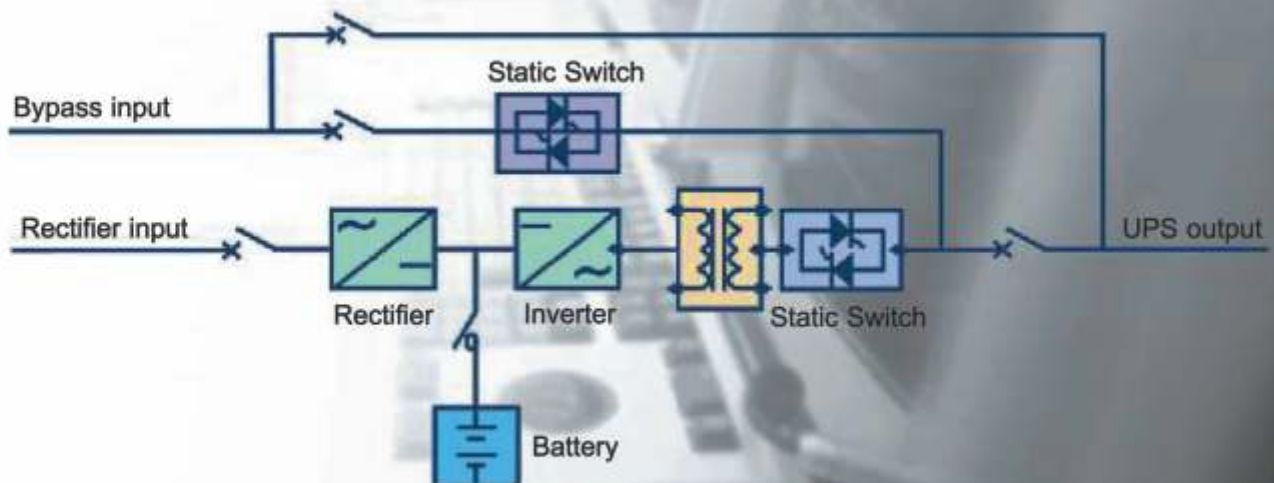 Static Switch
Bypass input
Rectifier input
UPS output
Rectifier
Inverter
Static Switch
Battery